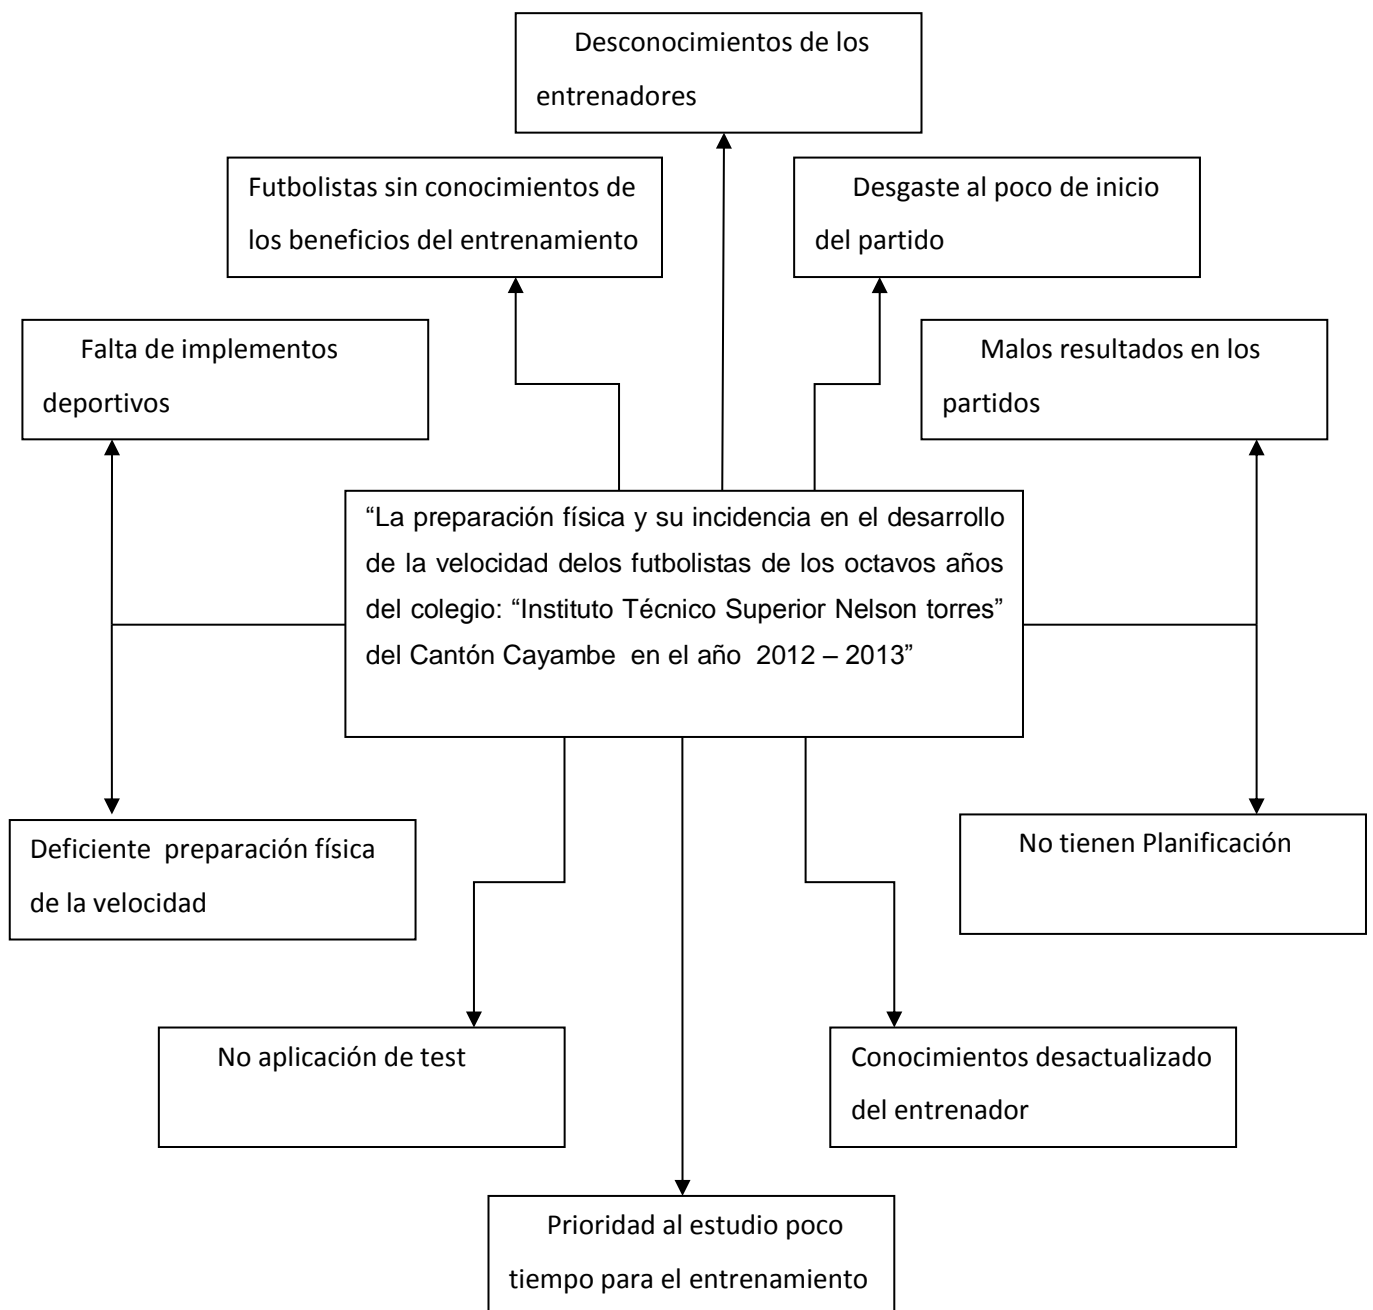 Desconocimientos de los
entrenadores
Futbolistas sin conocimientos de
los beneficios del entrenamiento
Desgaste al poco de inicio
del partido
Falta de implementos
deportivos
Malos resultados en los
partidos
“La preparación física y su incidencia en el desarrollo
de la velocidad delos futbolistas de los octavos años
del colegio: “Instituto Técnico Superior Nelson torres”
del Cantón Cayambe en el año 2012 – 2013”
Deficiente preparación física
de la velocidad
No tienen Planificación
No aplicación de test
Conocimientos desactualizado
del entrenador
Prioridad al estudio poco
tiempo para el entrenamiento